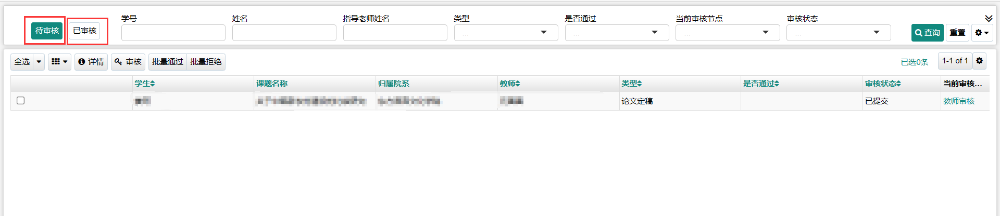 待审核 已审核 学号 姓名 指导老师姓名 类型 是否通过 当前审核节点 审核状态
... ... ... ... 查询 重置
全选 详情 审核 批量通过 批量拒绝 已选0条 1-1 of 1
学生 课题名称 归属院系 教师 类型 是否通过 审核状态 当前审核...
论文定稿 已提交 教师审核